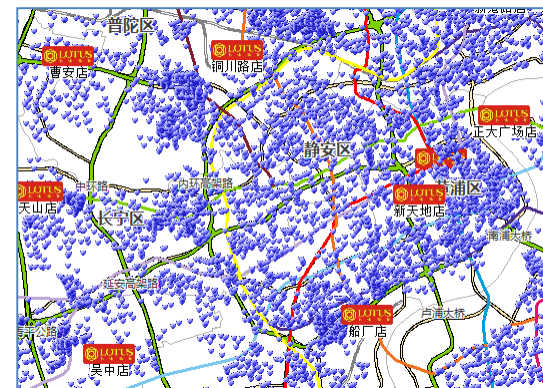 普陀区
LOTUS
曹安店
LOTUS
铜川路店
LOTUS
正大广场店
静安区
中环路
内环高架路
LOTUS
天山店
长宁区
LOTUS
新天地店
黄浦区
南浦大桥
延安高架路
LOTUS
船厂店
卢浦大桥
LOTUS
吴中店